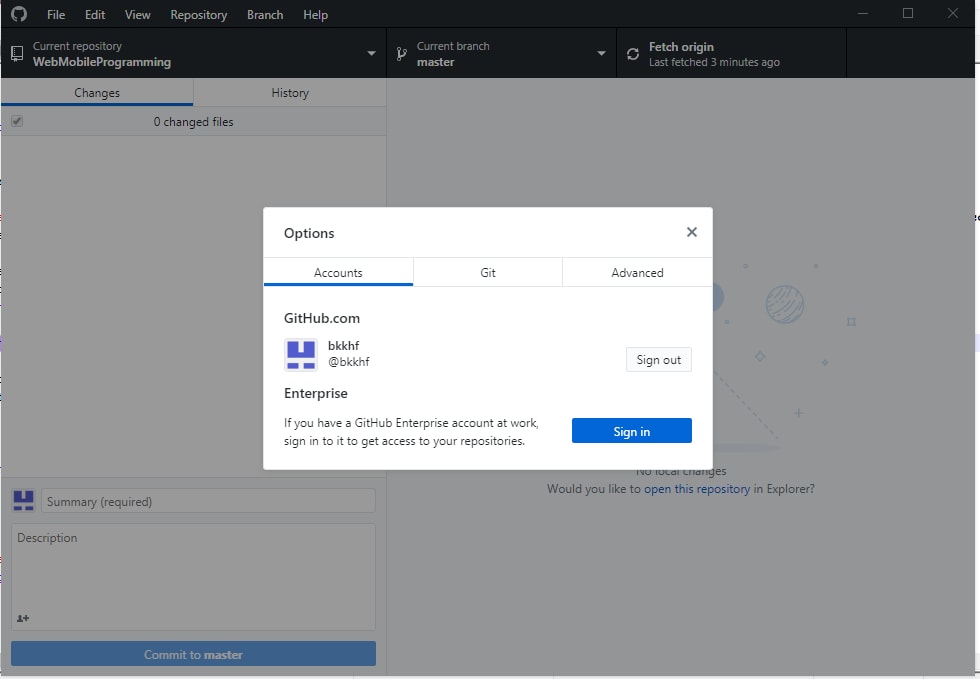 File Edit View Repository Branch Help
Current repository
WebMobileProgramming
Current branch
master
Fetch origin
Last fetched 3 minutes ago
Changes History
0 changed files
Options
Accounts Git Advanced
GitHub.com
bkkhf
@bkkhf
Sign out
Enterprise
If you have a GitHub Enterprise account at work,
sign in to it to get access to your repositories.
Sign in
No local changes
Would you like to open this repository in Explorer?
Summary (required)
Description
Commit to master